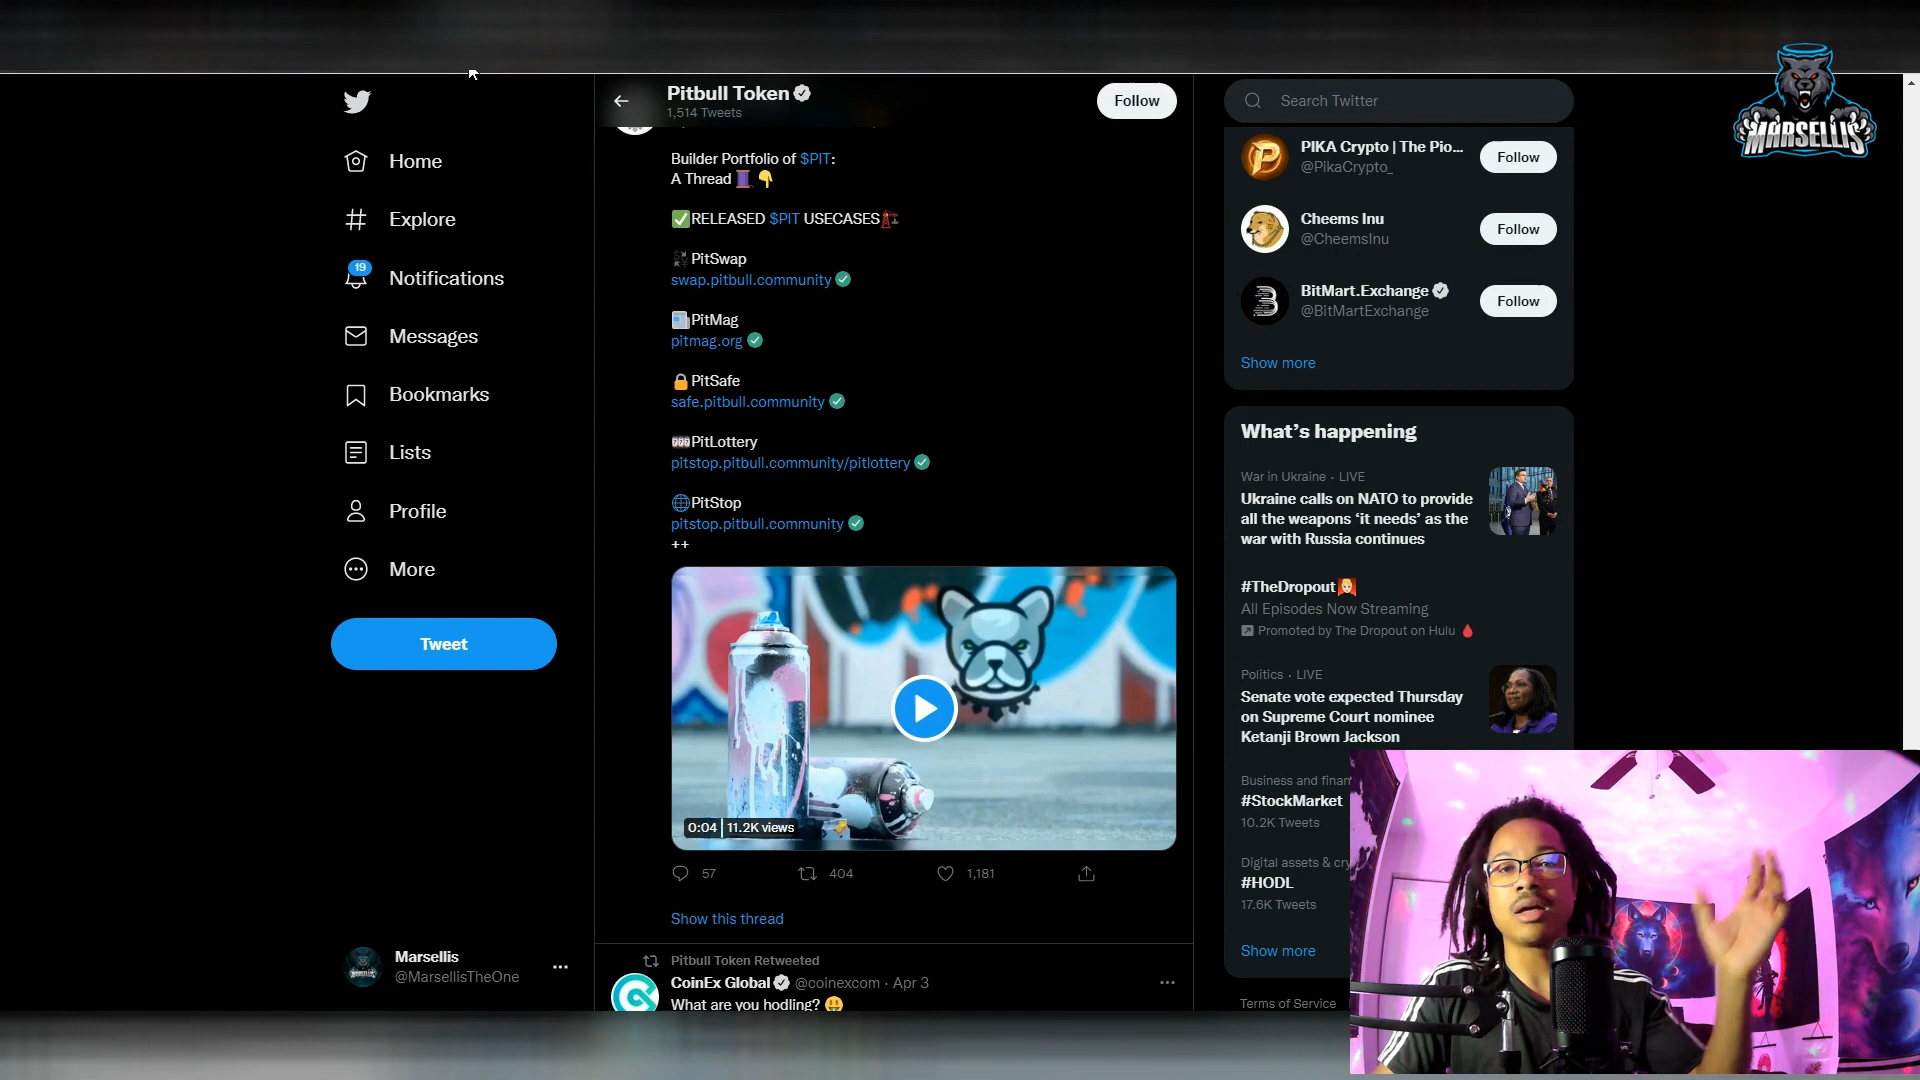 Home
Explore
19
Notifications
Messages
Bookmarks
Lists
Profile
More
Tweet
Marsellis
@MarsellisTheOne
Pitbull Token
1,514 Tweets
Follow
Builder Portfolio of $PIT:
A Thread
RELEASED $PIT USECASES
PitSwap
swap.pitbull.community
PitMag
pitmag.org
PitSafe
safe.pitbull.community
PitLottery
pitstop.pitbull.community/pitlottery
PitStop
pitstop.pitbull.community
++
0:04 11.2K views
57 404 1,181
Show this thread
Pitbull Token Retweeted
CoinEx Global @coinexcom · Apr 3
What are you hodling?
Search Twitter
PIKA Crypto | The Pio...
@PikaCrypto_
Follow
Cheems Inu
@CheemsInu
Follow
BitMart.Exchange
@BitMartExchange
Follow
Show more
What's happening
War in Ukraine · LIVE
Ukraine calls on NATO to provide
all the weapons 'it needs' as the
war with Russia continues
#TheDropout
All Episodes Now Streaming
Promoted by The Dropout on Hulu
Politics · LIVE
Senate vote expected Thursday
on Supreme Court nominee
Ketanji Brown Jackson
Business and finan
#StockMarket
10.2K Tweets
Digital assets & cry
#HODL
17.6K Tweets
Show more
Terms of Service
MARSELLIS